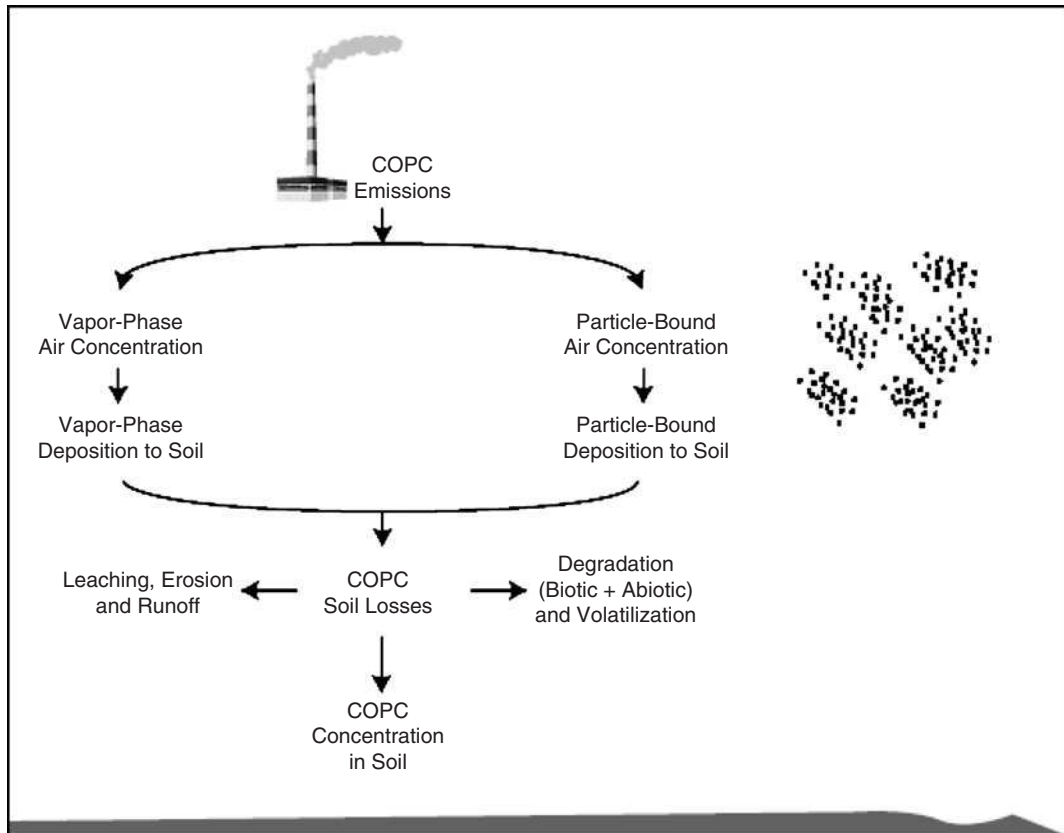 COPC
Emissions
Vapor-Phase
Air Concentration
Particle-Bound
Air Concentration
Vapor-Phase
Deposition to Soil
Particle-Bound
Deposition to Soil
Leaching, Erosion
and Runoff
COPC
Soil Losses
Degradation
(Biotic + Abiotic)
and Volatilization
COPC
Concentration
in Soil